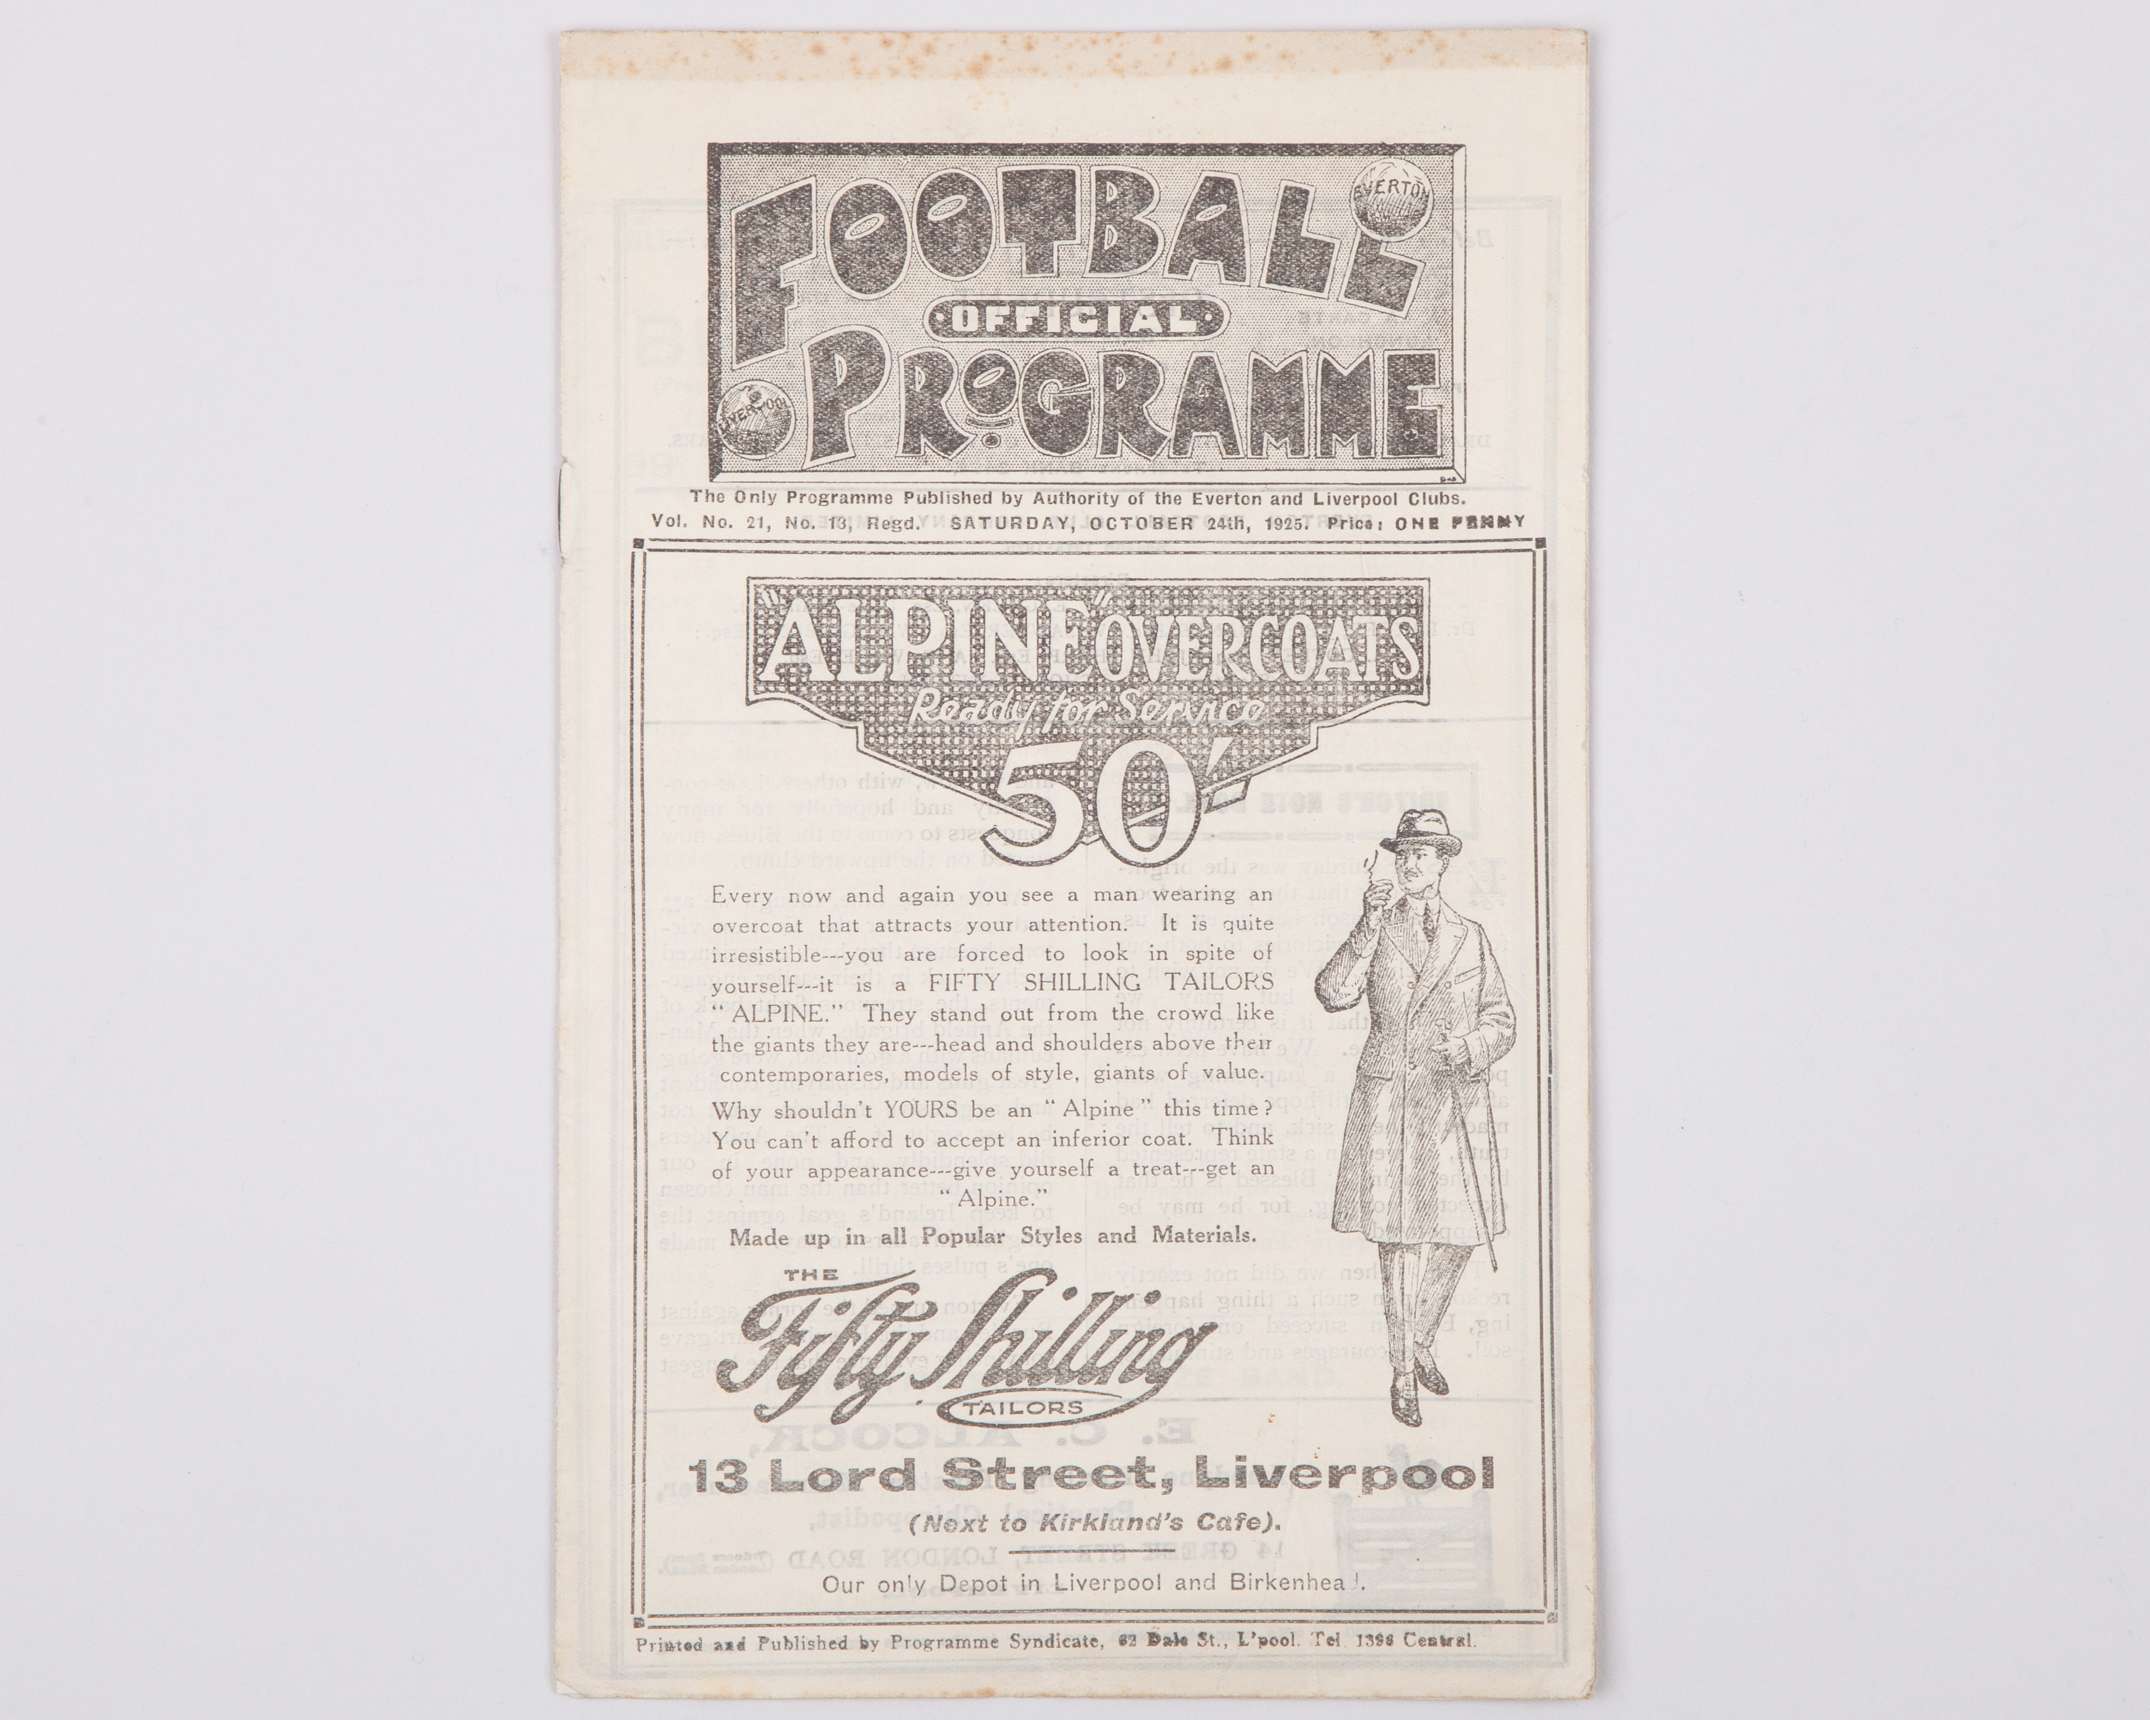 FOOTBALL
EVERTON
OFFICIAL
PROGRAMME
LIVERPOOL
The Only Programme Published by Authority of the Everton and Liverpool Clubs.
Vol. No. 21, No. 13, Regd. SATURDAY, OCTOBER 24th, 1925. Price: ONE PENNY
"ALPINE" OVERCOATS
Ready for Service
50/-
Every now and again you see a man wearing an
overcoat that attracts your attention. It is quite
irresistible---you are forced to look in spite of
yourself---it is a FIFTY SHILLING TAILORS
"ALPINE." They stand out from the crowd like
the giants they are---head and shoulders above their
contemporaries, models of style, giants of value.
Why shouldn't YOURS be an "Alpine" this time?
You can't afford to accept an inferior coat. Think
of your appearance---give yourself a treat---get an
"Alpine."
Made up in all Popular Styles and Materials.
THE
Fifty Shilling
TAILORS
13 Lord Street, Liverpool
(Next to Kirkland's Cafe).
Our only Depot in Liverpool and Birkenhead.
Printed and Published by Programme Syndicate, 62 Dale St., L'pool. Tel. 1396 Central.